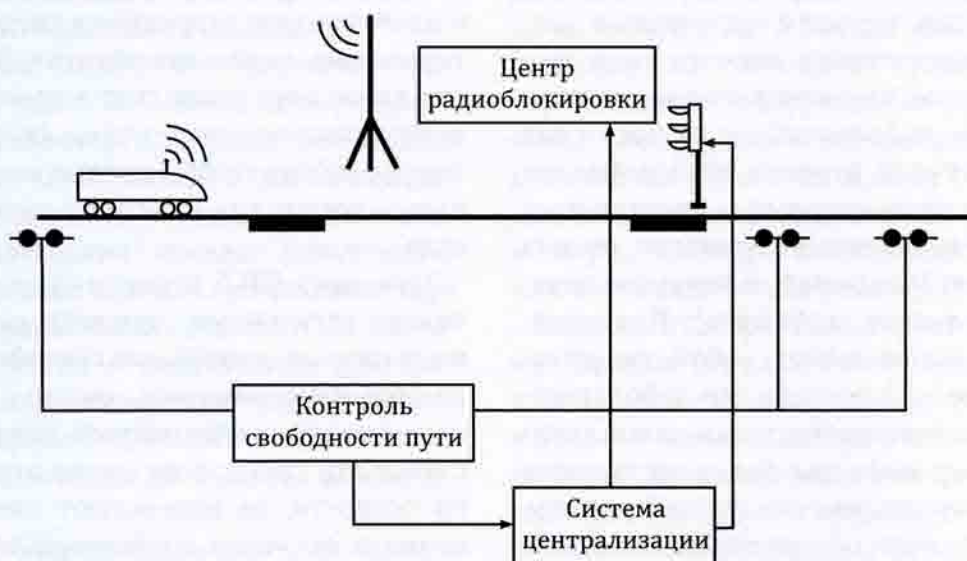 Центр
радиоблокировки
Контроль
свободности пути
Система
централизации